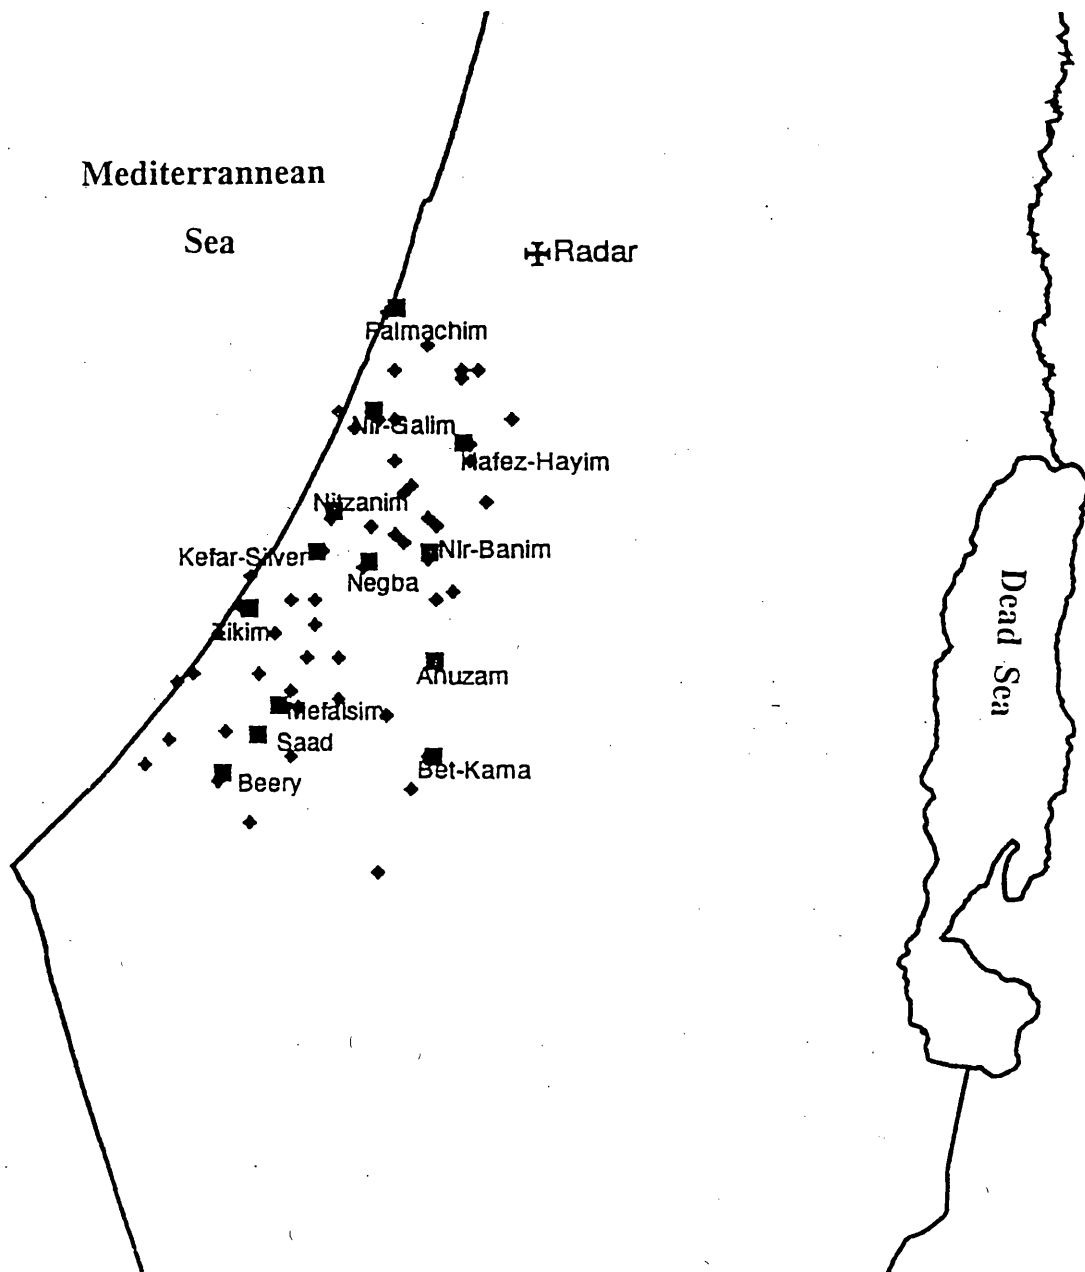 Mediterrannean
Sea
Radar
Palmachim
Nir-Galim
Hafez-Hayim
Nitzanim
Kefar-Silver
Nir-Banim
Negba
Zikim
Ahuzam
Mefalsim
Saad
Bet-Kama
Beery
Dead Sea